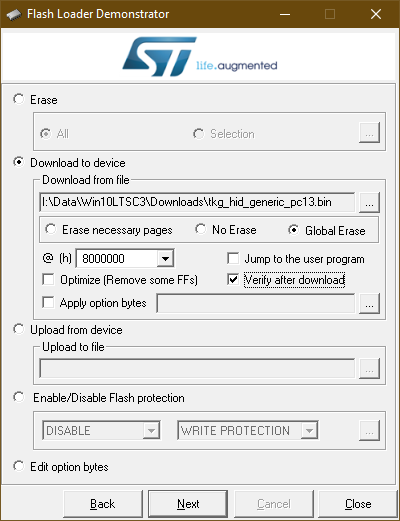 Flash Loader Demonstrator
life.augmented
Erase
All
Selection
...
Download to device
Download from file
I:\Data\Win10LTSC3\Downloads\tkg_hid_generic_pc13.bin
...
Erase necessary pages
No Erase
Global Erase
@ (h)
8000000
Jump to the user program
Optimize (Remove some FFs)
Verify after download
Apply option bytes
...
Upload from device
Upload to file
...
Enable/Disable Flash protection
DISABLE
WRITE PROTECTION
...
Edit option bytes
Back
Next
Cancel
Close